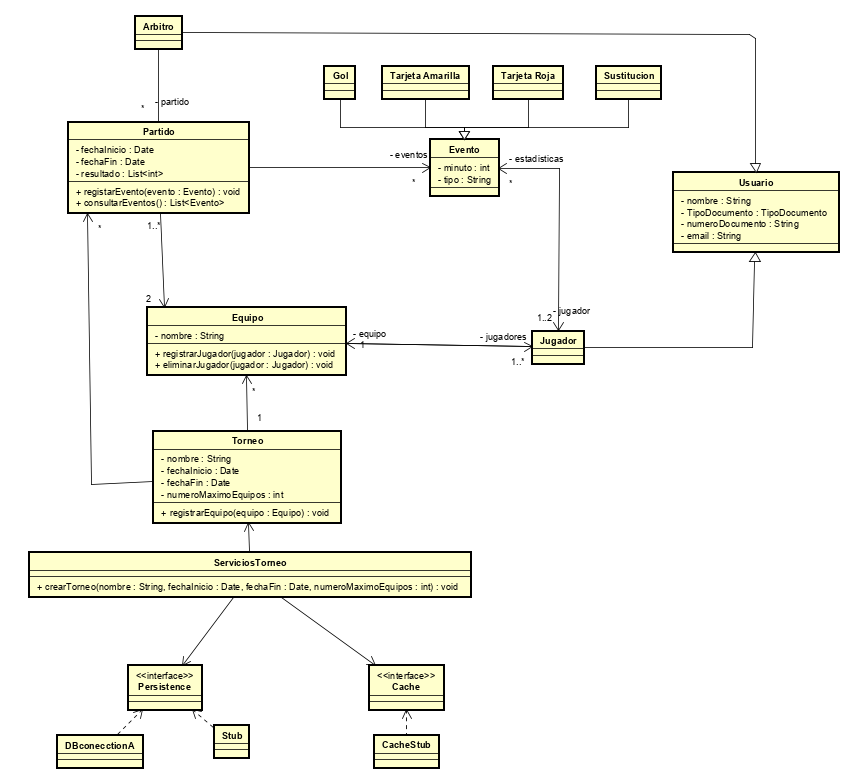 Arbitro
- partido
*
Gol
Tarjeta Amarilla
Tarjeta Roja
Sustitucion
Partido
- fechaInicio : Date
- fechaFin : Date
- resultado : List<int>
+ registarEvento(evento : Evento) : void
+ consultarEventos() : List<Evento>
- eventos
*
Evento
- minuto : int
- tipo : String
- estadisticas
*
Usuario
- nombre : String
- TipoDocumento : TipoDocumento
- numeroDocumento : String
- email : String
*
1..*
2
Equipo
- nombre : String
+ registrarJugador(jugador : Jugador) : void
+ eliminarJugador(jugador : Jugador) : void
- equipo
1
- jugadores
1..*
1..2
- jugador
Jugador
*
1
Torneo
- nombre : String
- fechaInicio : Date
- fechaFin : Date
- numeroMaximoEquipos : int
+ registrarEquipo(equipo : Equipo) : void
ServiciosTorneo
+ crearTorneo(nombre : String, fechaInicio : Date, fechaFin : Date, numeroMaximoEquipos : int) : void
<<interface>>
Persistence
<<interface>>
Cache
DBconecctionA
Stub
CacheStub